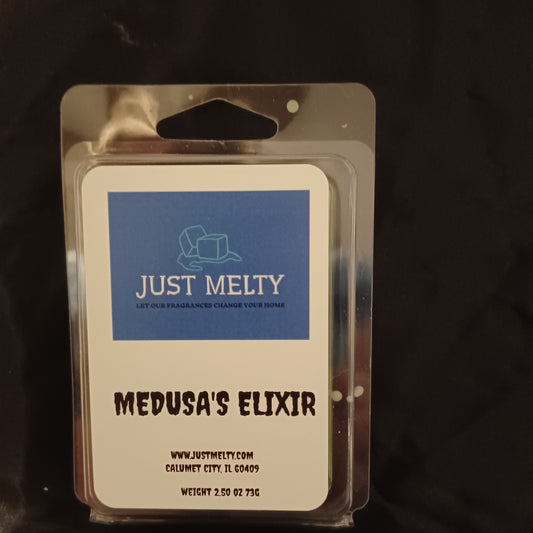 JUST MELTY
LET OUR FRAGRANCES CHANGE YOUR HOME
MEDUSA'S ELIXIR
WWW.JUSTMELTY.COM
CALUMET CITY, IL 60409
WEIGHT 2.50 OZ 73G